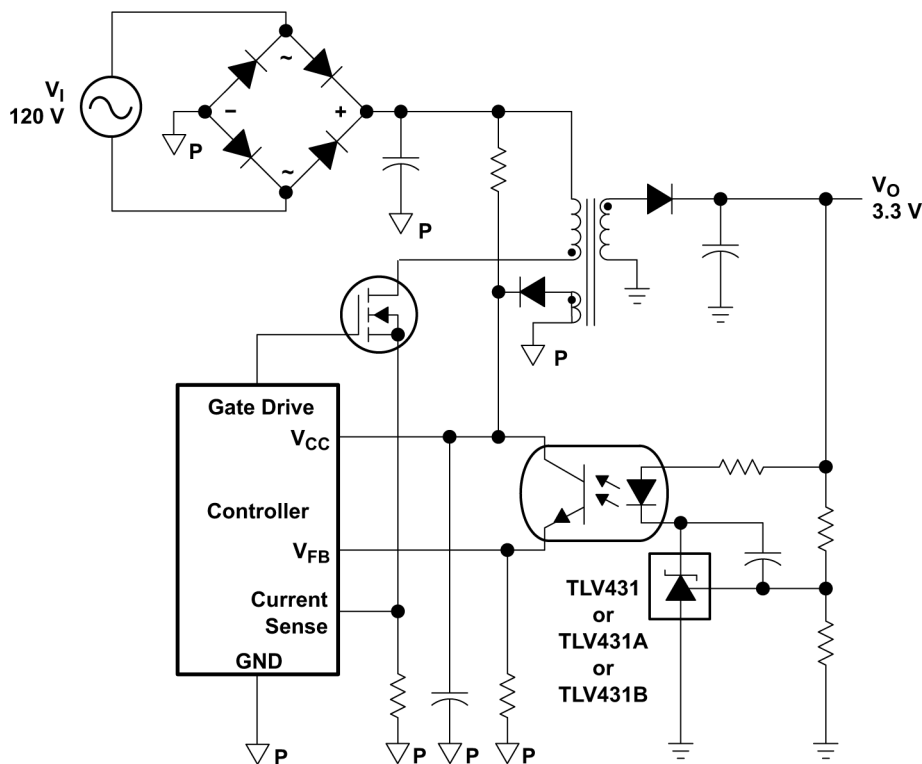 ~
V_I
120 V
−
+
P
~
P
V_O
3.3 V
P
Gate Drive
V_CC
Controller
V_FB
Current
Sense
GND
TLV431
or
TLV431A
or
TLV431B
P
P
P
P